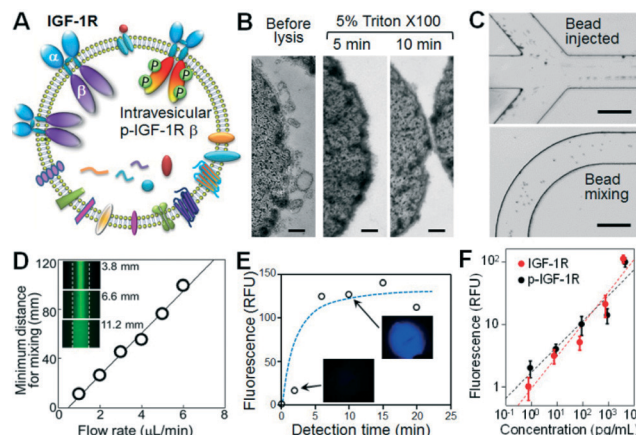 A
IGF-1R
α
β
P
P
P
P
Intravesicular
p-IGF-1R β
B
Before
lysis
5% Triton X100
5 min
10 min
C
Bead
injected
Bead
mixing
D
Minimum distance
for mixing (mm)
120
80
40
0
3.8 mm
6.6 mm
11.2 mm
0
2
4
6
8
Flow rate (μL/min)
E
Fluorescence (RFU)
150
100
50
0
0
5
10
15
20
25
Detection time (min)
F
Fluorescence (RFU)
10²
10
1
IGF-1R
p-IGF-1R
10⁻¹
10⁰
10¹
10²
10³
10⁴
Concentration (pg/mL)